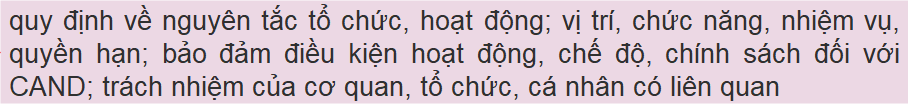 quy định về nguyên tắc tổ chức, hoạt động; vị trí, chức năng, nhiệm vụ,
quyền hạn; bảo đảm điều kiện hoạt động, chế độ, chính sách đối với
CAND; trách nhiệm của cơ quan, tổ chức, cá nhân có liên quan